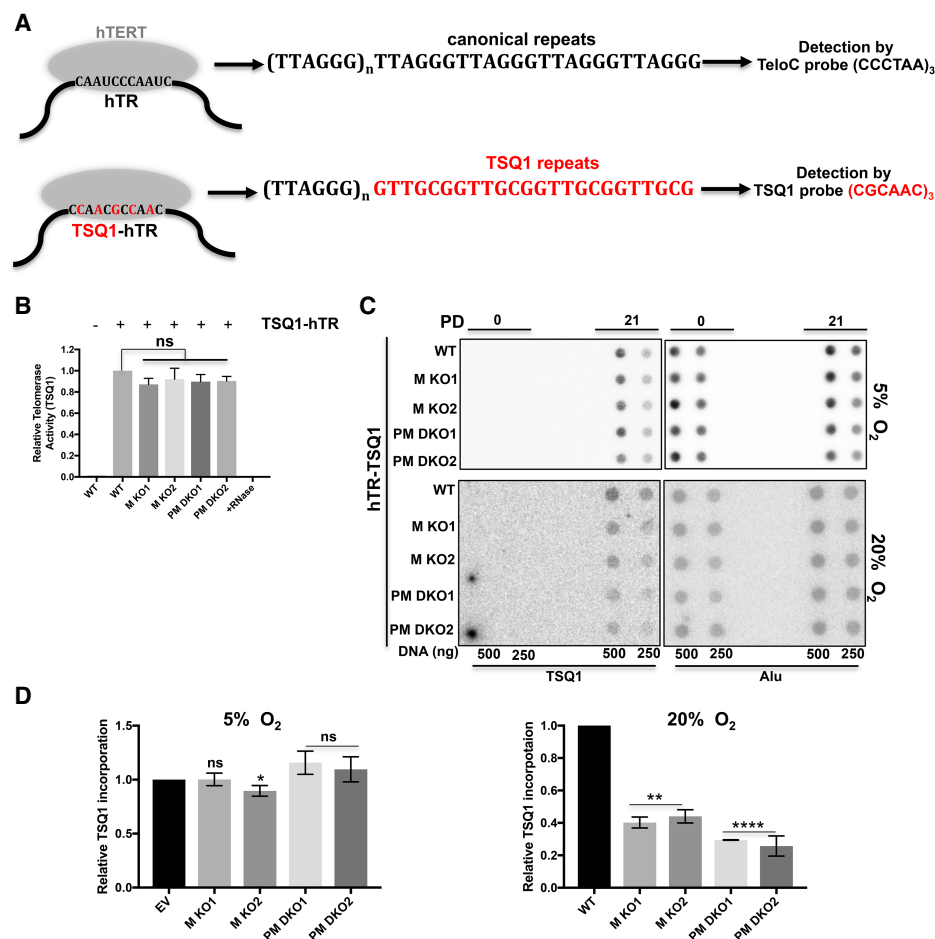 A
hTERT
CAAUCCCAAUC
hTR
(TTAGGG)nTTAGGGTTAGGGTTAGGGTTAGGG
canonical repeats
Detection by
TeloC probe (CCCTAA)3
CCAACGCCAAC
TSQ1-hTR
(TTAGGG)n GTTGCGGTTGCGGTTGCGGTTGCG
TSQ1 repeats
Detection by
TSQ1 probe (CGCAAC)3
B
- + + + + + TSQ1-hTR
ns
Relative Telomerase
Activity (TSQ1)
1.2
1.0
0.8
0.6
0.4
0.2
0.0
WT
WT
M KO1
M KO2
PM DKO1
PM DKO2
+RNase
C
PD 0 21 0 21
hTR-TSQ1
WT
M KO1
M KO2
PM DKO1
PM DKO2
5% O2
WT
M KO1
M KO2
PM DKO1
PM DKO2
20% O2
DNA (ng) 500 250 500 250 500 250 500 250
TSQ1 Alu
D
5% O2
Relative TSQ1 incorporation
1.5
1.0
0.5
0.0
ns
*
ns
EV
M KO1
M KO2
PM DKO1
PM DKO2
20% O2
Relative TSQ1 incorpotaion
1.0
0.8
0.6
0.4
0.2
0.0
**
****
WT
M KO1
M KO2
PM DKO1
PM DKO2